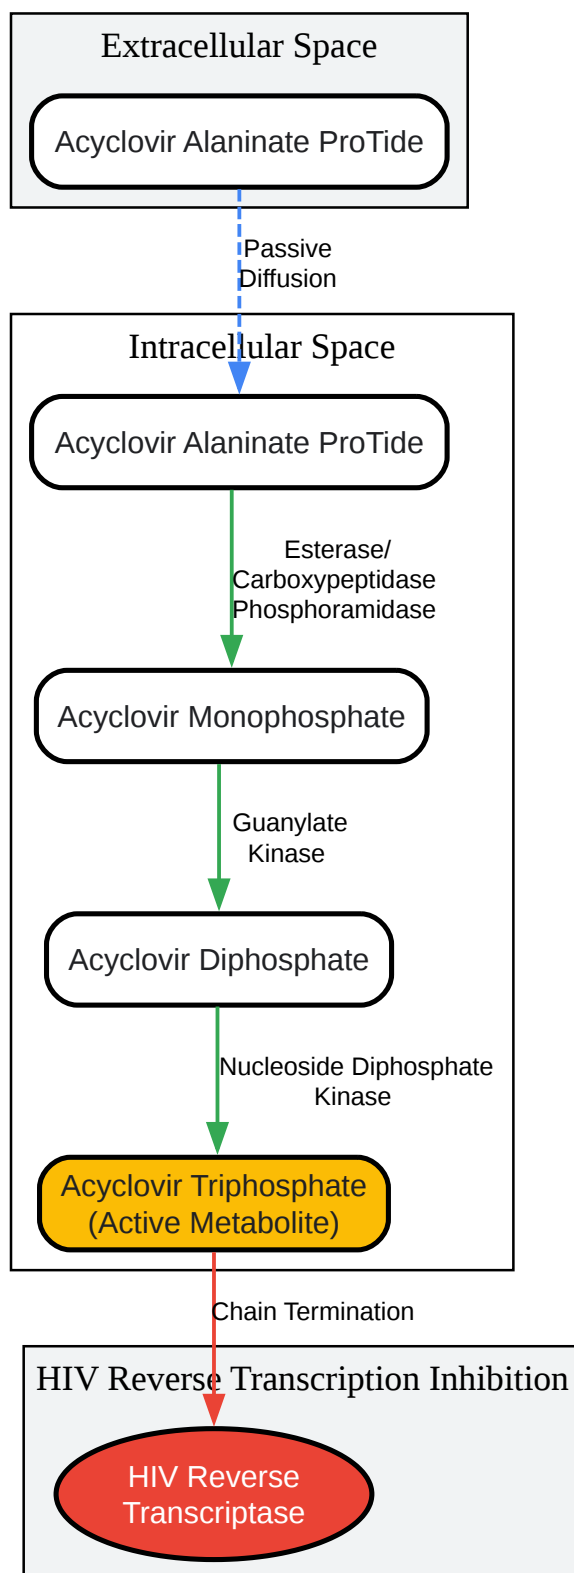 Extracellular Space
Acyclovir Alaninate ProTide
Passive
Diffusion
Intracellular Space
Acyclovir Alaninate ProTide
Esterase/
Carboxypeptidase
Phosphoramidase
Acyclovir Monophosphate
Guanylate
Kinase
Acyclovir Diphosphate
Nucleoside Diphosphate
Kinase
Acyclovir Triphosphate
(Active Metabolite)
Chain Termination
HIV Reverse Transcription Inhibition
HIV Reverse
Transcriptase